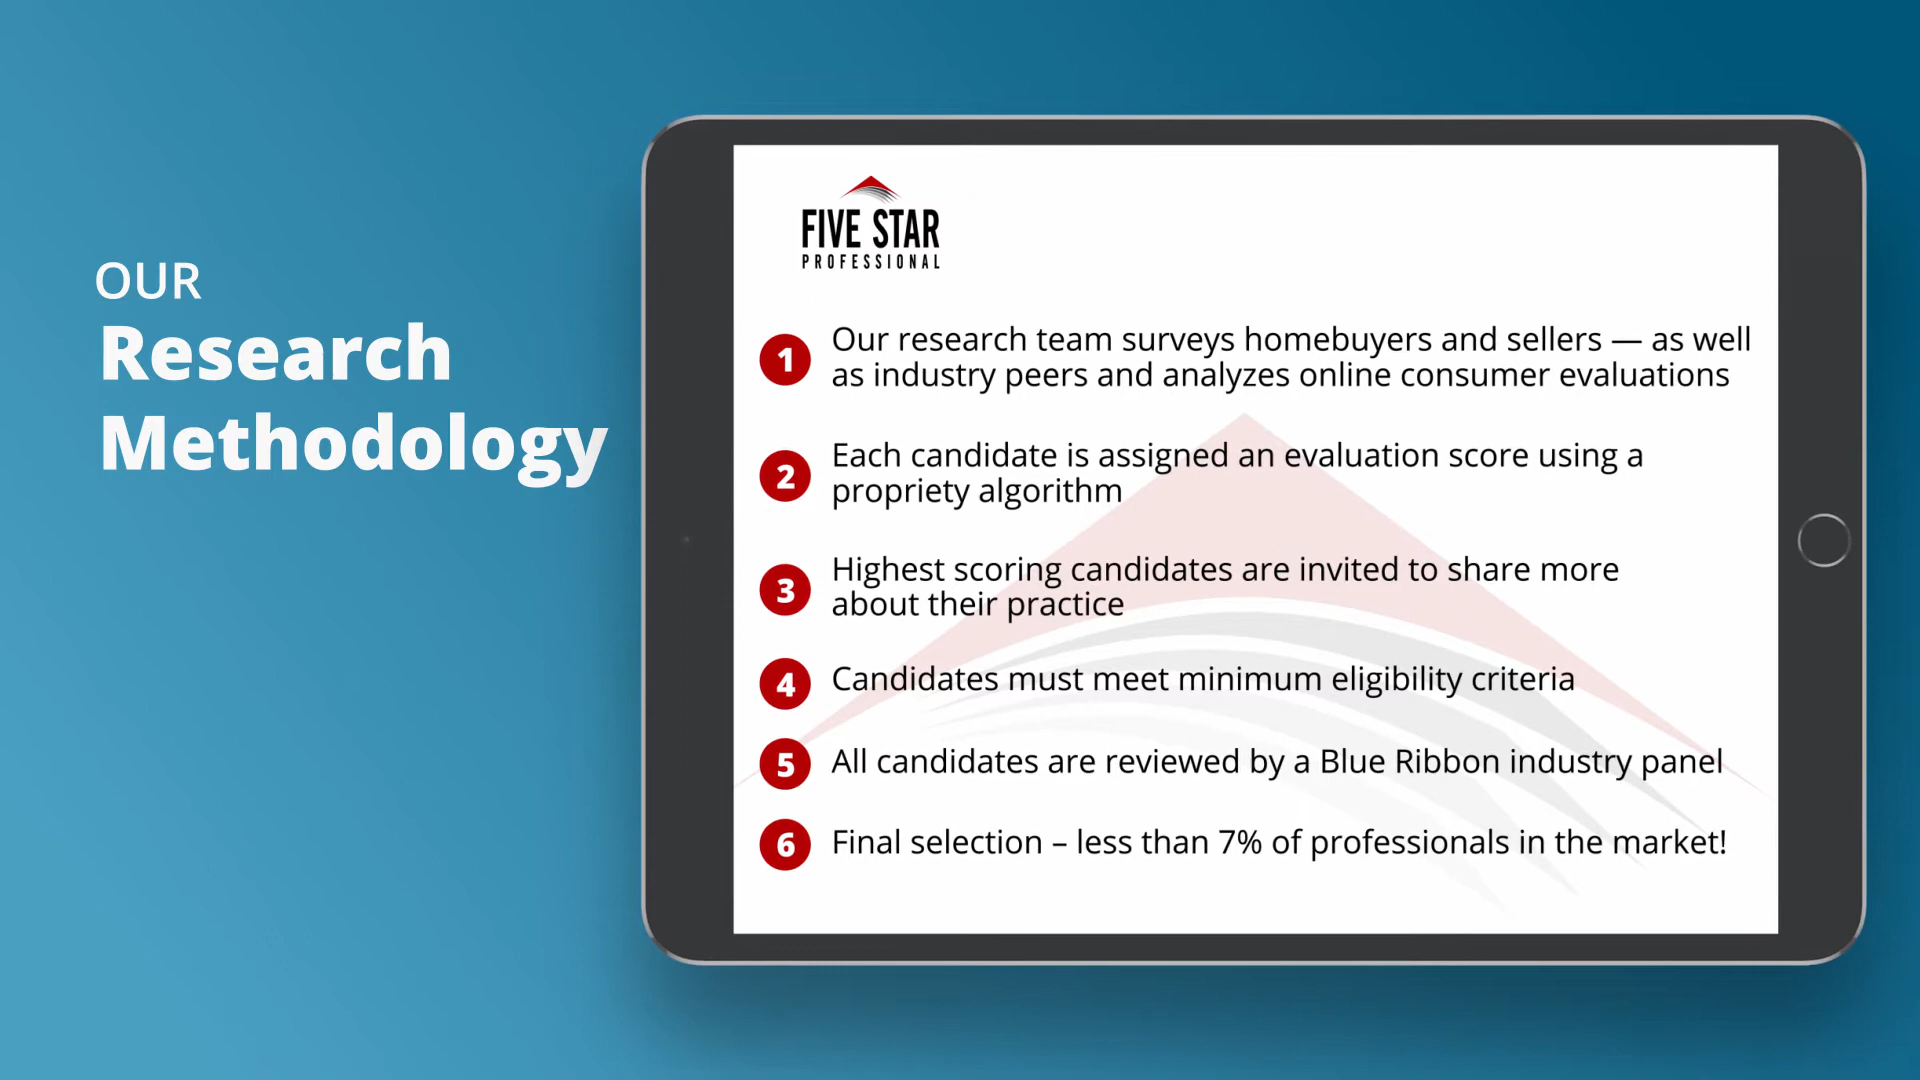 OUR
Research
Methodology
FIVE STAR
PROFESSIONAL
1 Our research team surveys homebuyers and sellers — as well
as industry peers and analyzes online consumer evaluations
2 Each candidate is assigned an evaluation score using a
propriety algorithm
3 Highest scoring candidates are invited to share more
about their practice
4 Candidates must meet minimum eligibility criteria
5 All candidates are reviewed by a Blue Ribbon industry panel
6 Final selection – less than 7% of professionals in the market!